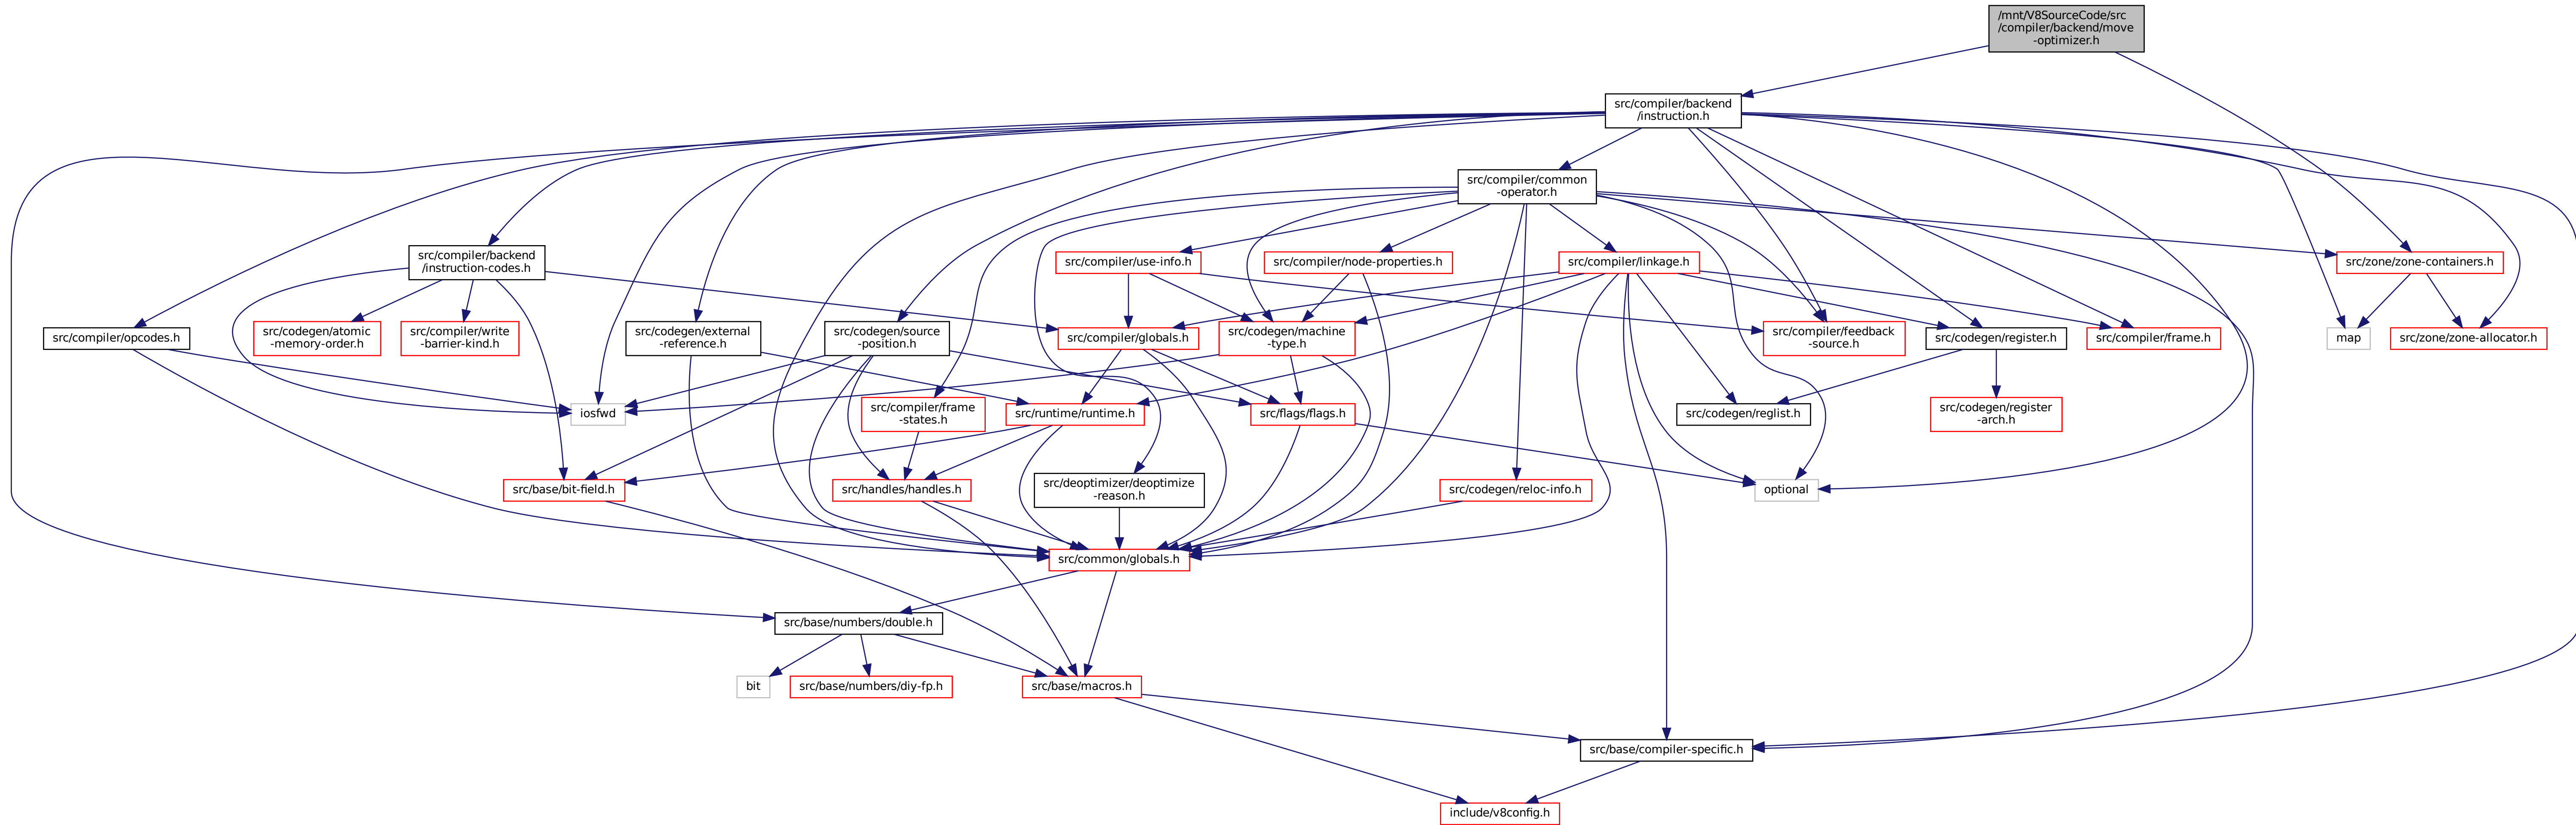 /mnt/V8SourceCode/src
/compiler/backend/move
-optimizer.h
src/compiler/backend
/instruction.h
src/compiler/common
-operator.h
src/compiler/backend
/instruction-codes.h
src/compiler/use-info.h
src/compiler/node-properties.h
src/compiler/linkage.h
src/zone/zone-containers.h
src/compiler/opcodes.h
src/codegen/atomic
-memory-order.h
src/compiler/write
-barrier-kind.h
src/codegen/external
-reference.h
src/codegen/source
-position.h
src/compiler/globals.h
src/codegen/machine
-type.h
src/compiler/feedback
-source.h
src/codegen/register.h
src/compiler/frame.h
map
src/zone/zone-allocator.h
iosfwd
src/compiler/frame
-states.h
src/runtime/runtime.h
src/flags/flags.h
src/codegen/reglist.h
src/codegen/register
-arch.h
src/base/bit-field.h
src/handles/handles.h
src/deoptimizer/deoptimize
-reason.h
src/codegen/reloc-info.h
optional
src/common/globals.h
src/base/numbers/double.h
bit
src/base/numbers/diy-fp.h
src/base/macros.h
src/base/compiler-specific.h
include/v8config.h